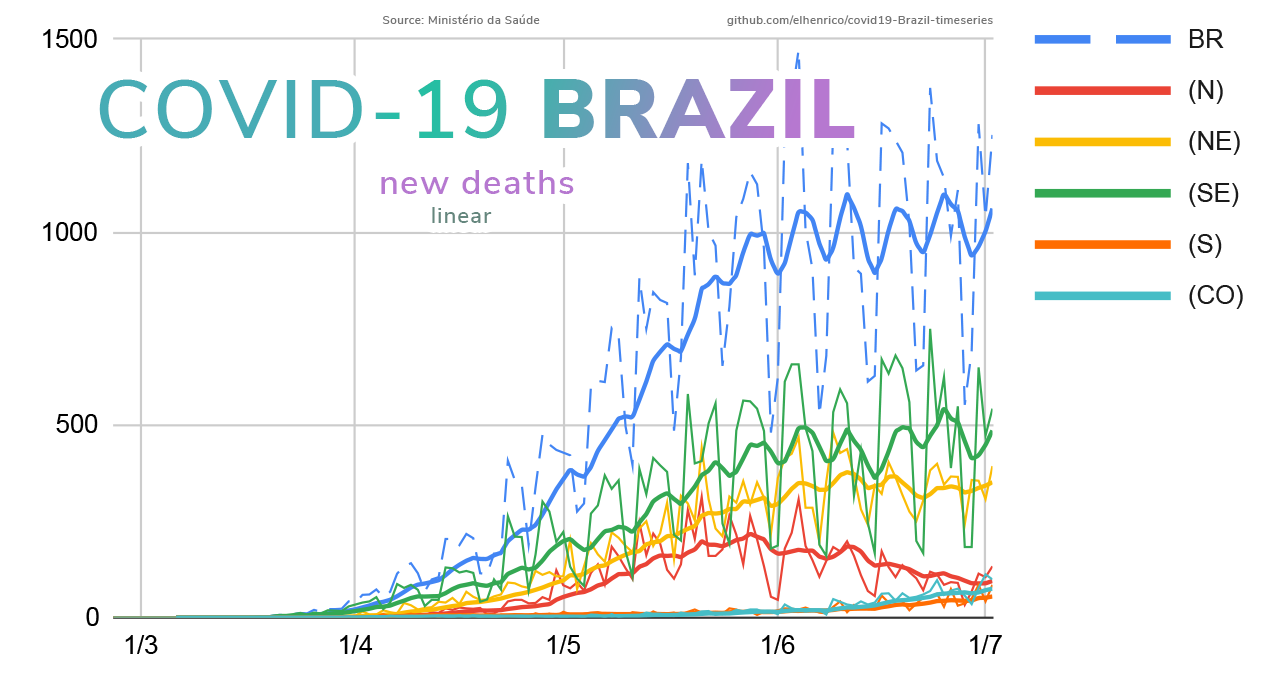 Source: Ministério da Saúde
github.com/elhenrico/covid19-Brazil-timeseries
COVID-19 BRAZIL
new deaths
linear
1500
1000
500
0
1/3
1/4
1/5
1/6
1/7
BR
(N)
(NE)
(SE)
(S)
(CO)